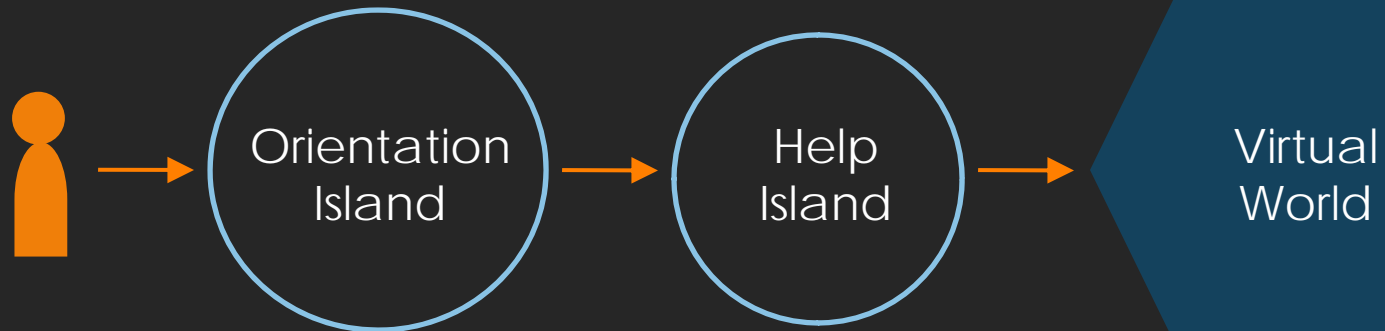 Orientation
Island
Help
Island
Virtual
World